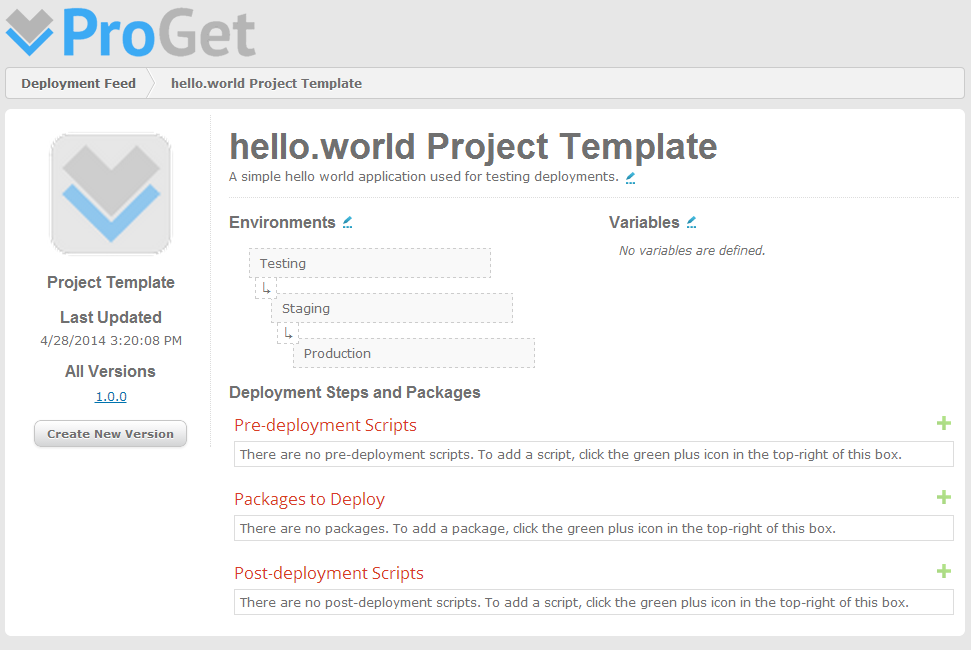 ProGet
Deployment Feed
hello.world Project Template
hello.world Project Template
A simple hello world application used for testing deployments.
Project Template
Last Updated
4/28/2014 3:20:08 PM
All Versions
1.0.0
Create New Version
Environments
Testing
Staging
Production
Variables
No variables are defined.
Deployment Steps and Packages
Pre-deployment Scripts
There are no pre-deployment scripts. To add a script, click the green plus icon in the top-right of this box.
Packages to Deploy
There are no packages. To add a package, click the green plus icon in the top-right of this box.
Post-deployment Scripts
There are no post-deployment scripts. To add a script, click the green plus icon in the top-right of this box.